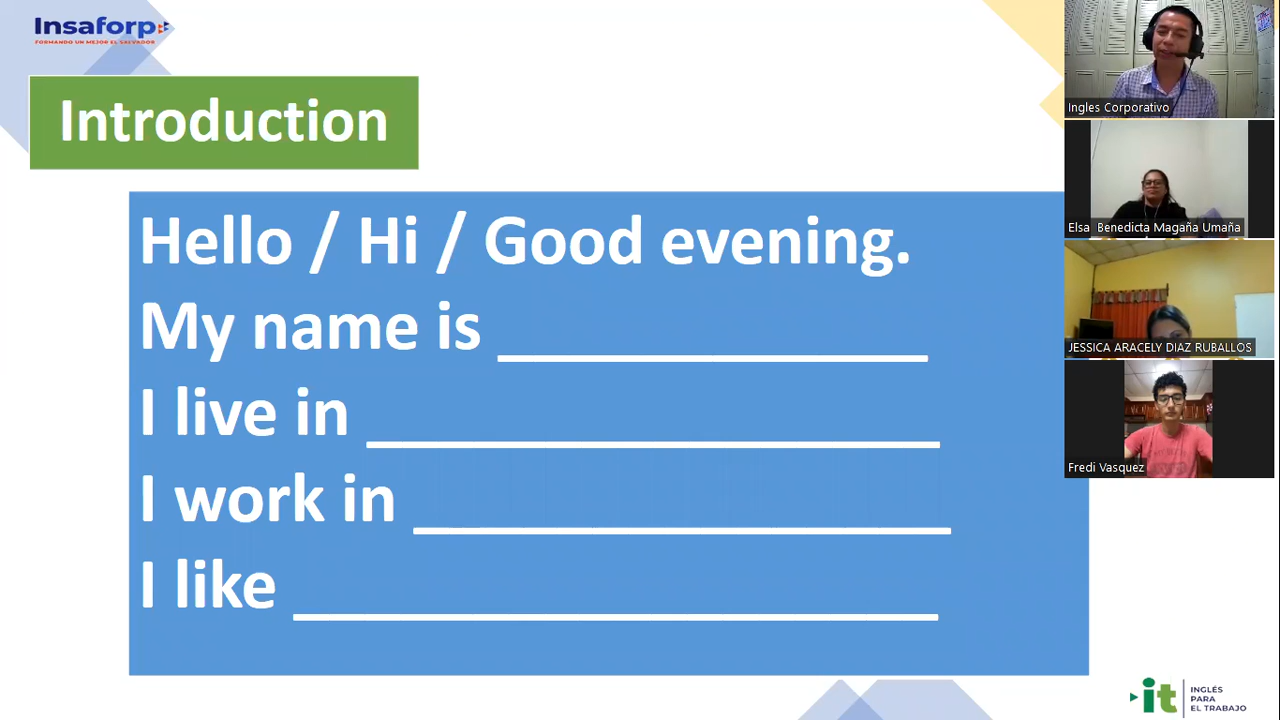 Insaforp
FORMANDO UN MEJOR EL SALVADOR
Introduction
Hello / Hi / Good evening.
My name is _______________
I live in ____________________
I work in ___________________
I like _______________________
Ingles Corporativo
Elsa Benedicta Magaña Umaña
JESSICA ARACELY DIAZ RUBALLOS
Fredi Vasquez
it
INGLÉS
PARA
EL TRABAJO